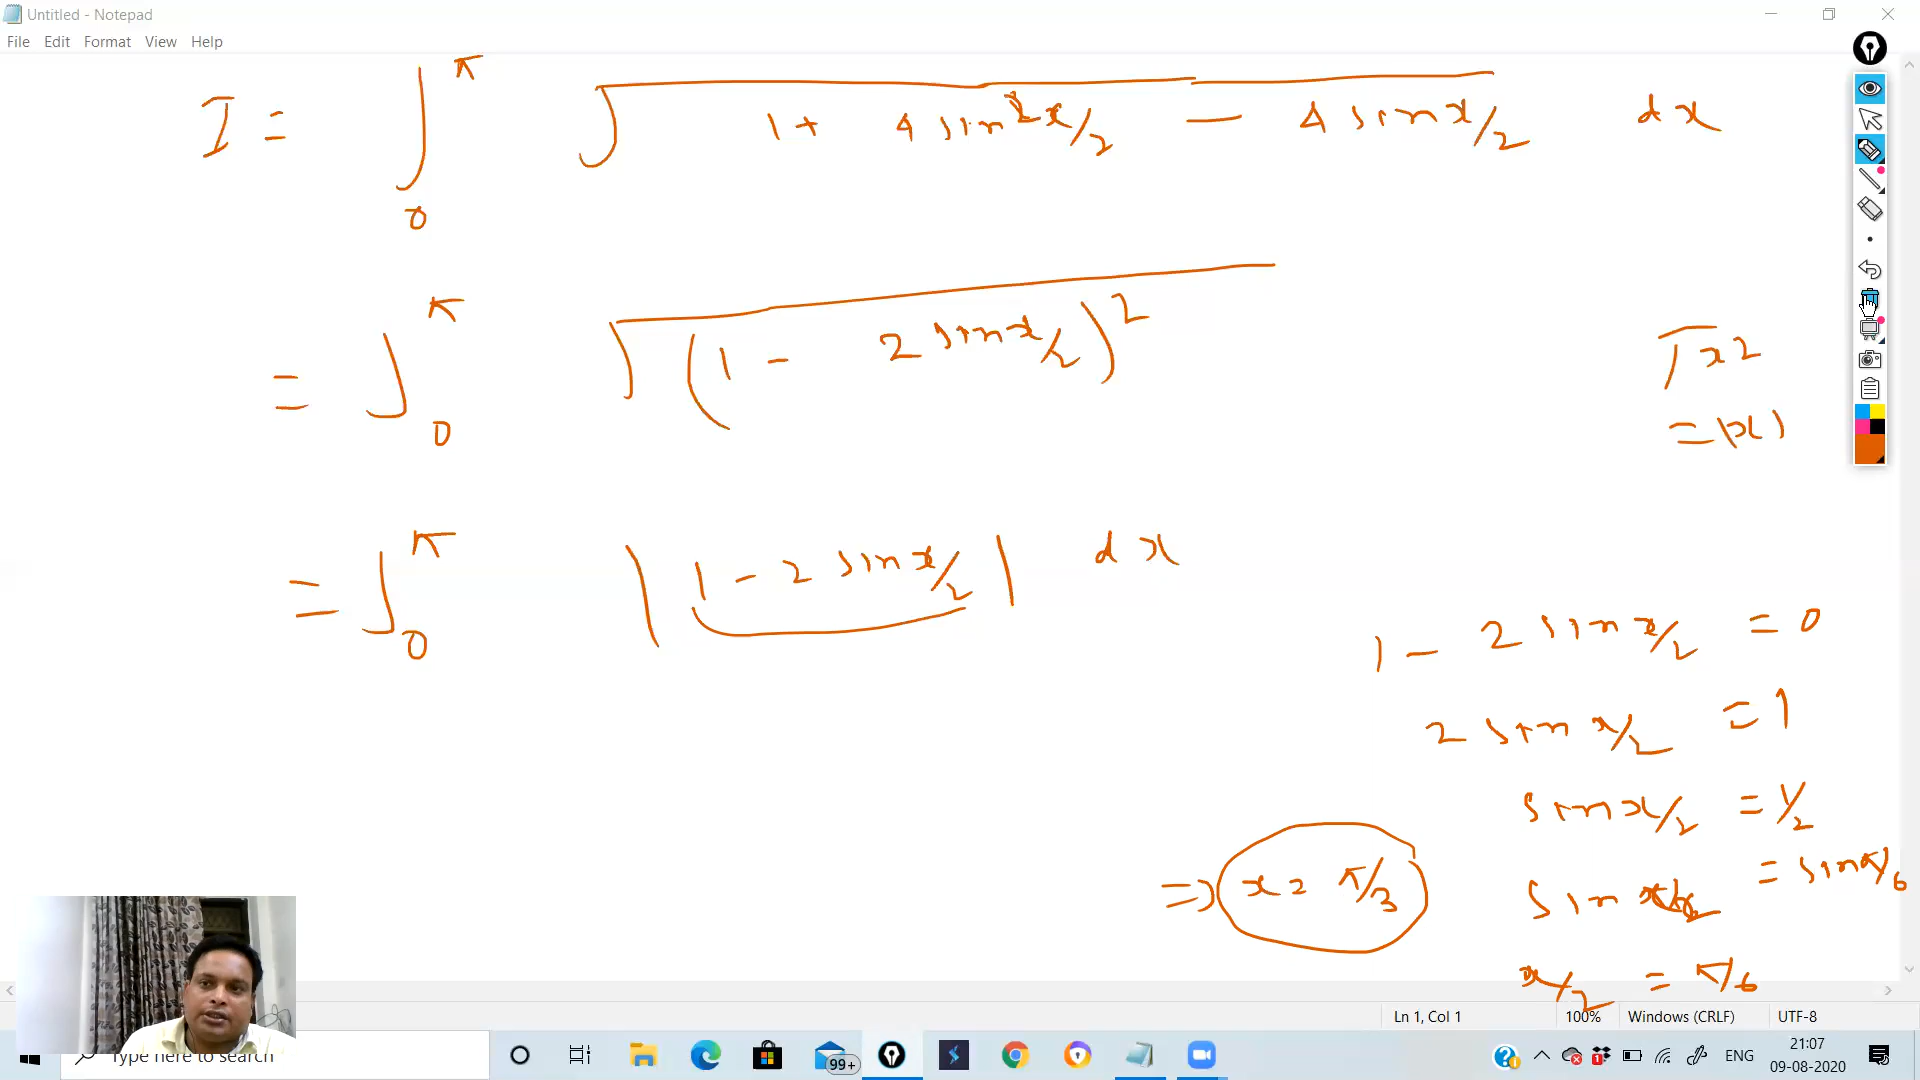 Untitled - Notepad
File Edit Format View Help
I = ∫₀^π √(1 + 4 sin² x/2 - 4 sin x/2) dx
= ∫₀^π √(1 - 2 sin x/2)²
√x2
= |x|
= ∫₀^π |1 - 2 sin x/2| dx
1 - 2 sin x/2 = 0
2 sin x/2 = 1
sin x/2 = 1/2
= sin π/6
sin x/2
⇒ x = π/3
x/2 = π/6
Ln 1, Col 1 100% Windows (CRLF) UTF-8
Type here to search
99+
ENG
21:07
09-08-2020